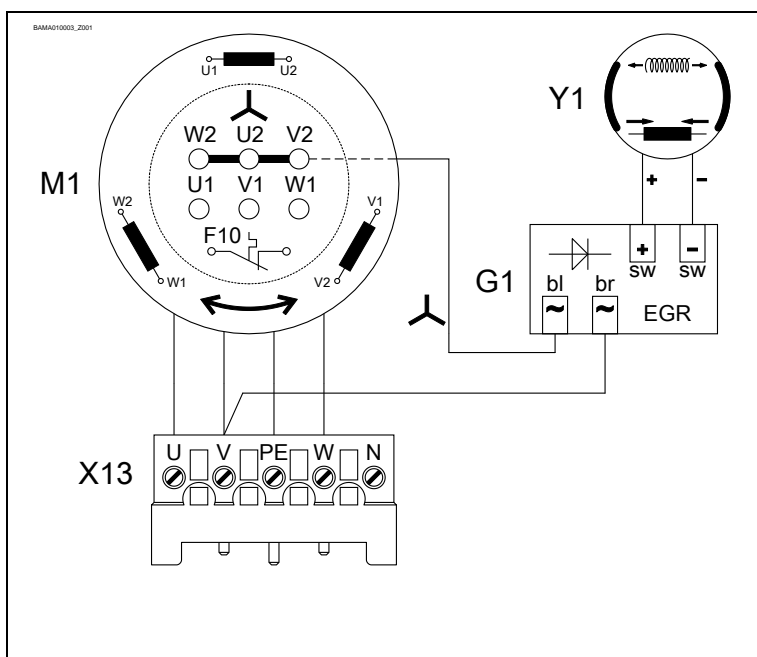 BAMA010003_Z001
U1 U2
Y1
W2 U2 V2
M1
U1 V1 W1
+ -
W2
V1
F10
+ -
sw sw
W1
V2
G1
bl br
~ ~
EGR
U V PE W N
X13